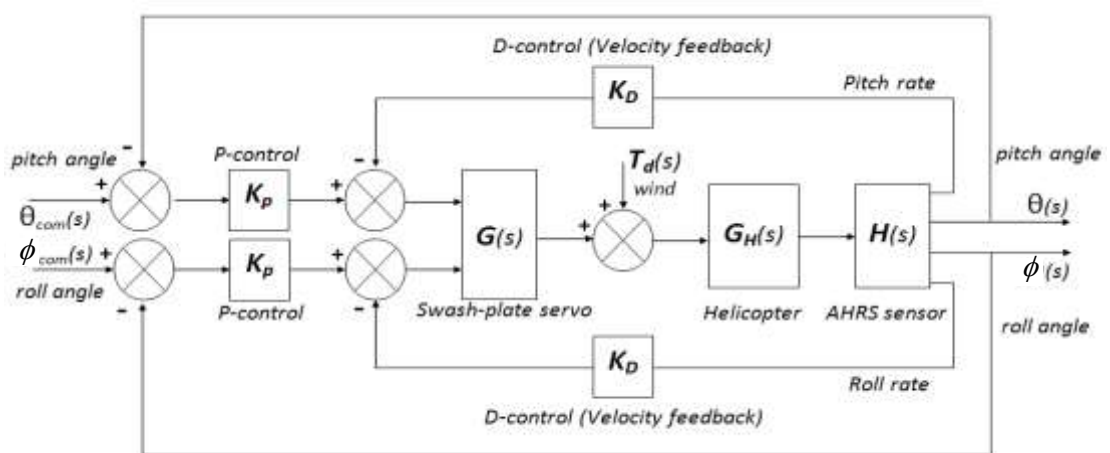 D-control (Velocity feedback)
K_D
Pitch rate
-
pitch angle
P-control
-
T_d(s)
wind
pitch angle
+
K_p
+
+
θ_com(s)
G(s)
+
G_H(s)
H(s)
θ(s)
ϕ_com(s)
+
K_p
+
ϕ(s)
roll angle
-
P-control
-
Swash-plate servo
Helicopter
AHRS sensor
roll angle
K_D
Roll rate
D-control (Velocity feedback)